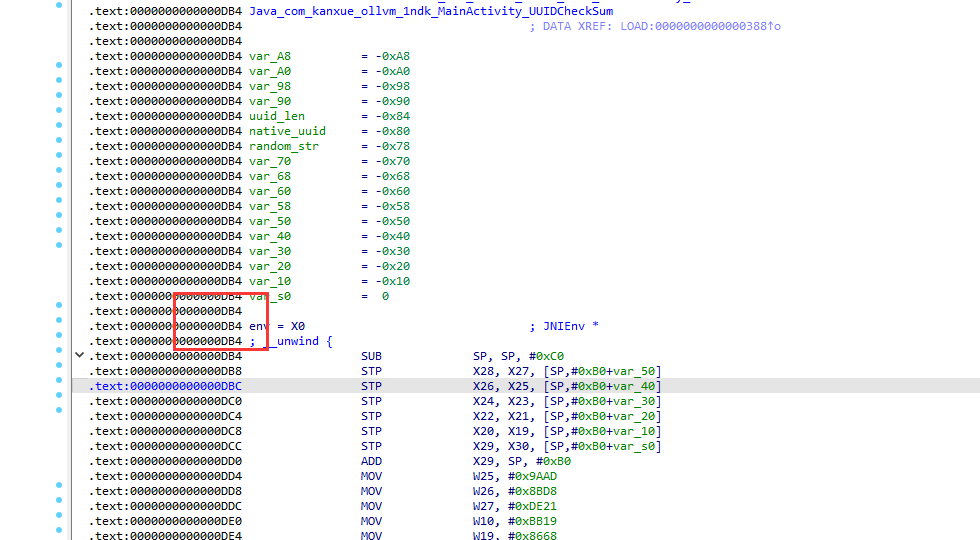 .text:0000000000000DB4 Java_com_kanxue_ollvm_1ndk_MainActivity_UUIDCheckSum
.text:0000000000000DB4 ; DATA XREF: LOAD:0000000000000388↑o
.text:0000000000000DB4
.text:0000000000000DB4 var_A8 = -0xA8
.text:0000000000000DB4 var_A0 = -0xA0
.text:0000000000000DB4 var_98 = -0x98
.text:0000000000000DB4 var_90 = -0x90
.text:0000000000000DB4 uuid_len = -0x84
.text:0000000000000DB4 native_uuid = -0x80
.text:0000000000000DB4 random_str = -0x78
.text:0000000000000DB4 var_70 = -0x70
.text:0000000000000DB4 var_68 = -0x68
.text:0000000000000DB4 var_60 = -0x60
.text:0000000000000DB4 var_58 = -0x58
.text:0000000000000DB4 var_50 = -0x50
.text:0000000000000DB4 var_40 = -0x40
.text:0000000000000DB4 var_30 = -0x30
.text:0000000000000DB4 var_20 = -0x20
.text:0000000000000DB4 var_10 = -0x10
.text:0000000000000DB4 var_s0 = 0
.text:0000000000000DB4
.text:0000000000000DB4 env = X0 ; JNIEnv *
.text:0000000000000DB4 ; __unwind {
.text:0000000000000DB4 SUB SP, SP, #0xC0
.text:0000000000000DB8 STP X28, X27, [SP,#0xB0+var_50]
.text:0000000000000DBC STP X26, X25, [SP,#0xB0+var_40]
.text:0000000000000DC0 STP X24, X23, [SP,#0xB0+var_30]
.text:0000000000000DC4 STP X22, X21, [SP,#0xB0+var_20]
.text:0000000000000DC8 STP X20, X19, [SP,#0xB0+var_10]
.text:0000000000000DCC STP X29, X30, [SP,#0xB0+var_s0]
.text:0000000000000DD0 ADD X29, SP, #0xB0
.text:0000000000000DD4 MOV W25, #0x9AAD
.text:0000000000000DD8 MOV W26, #0x8BD8
.text:0000000000000DDC MOV W27, #0xDE21
.text:0000000000000DE0 MOV W10, #0xBB19
.text:0000000000000DE4 MOV W19, #0x8668